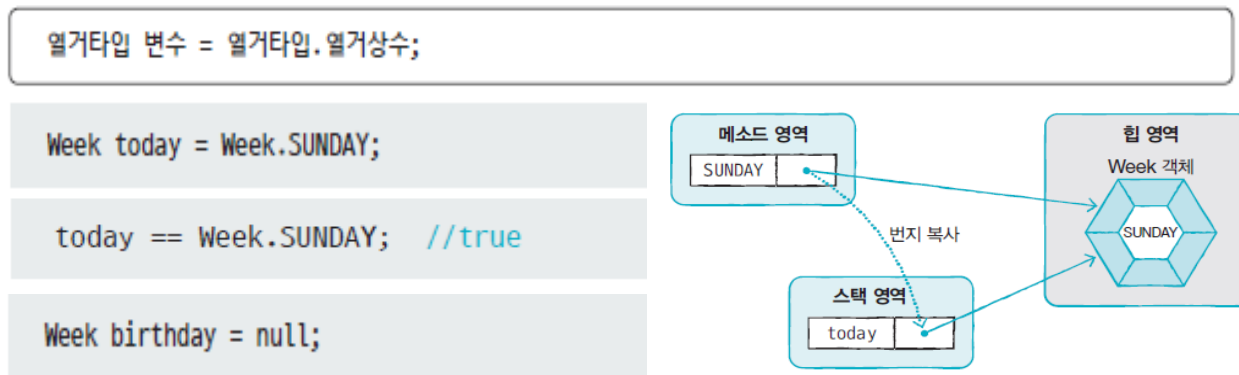 열거타입 변수 = 열거타입.열거상수;
Week today = Week.SUNDAY;
today == Week.SUNDAY; //true
Week birthday = null;
메소드 영역
SUNDAY
힙 영역
Week 객체
SUNDAY
번지 복사
스택 영역
today